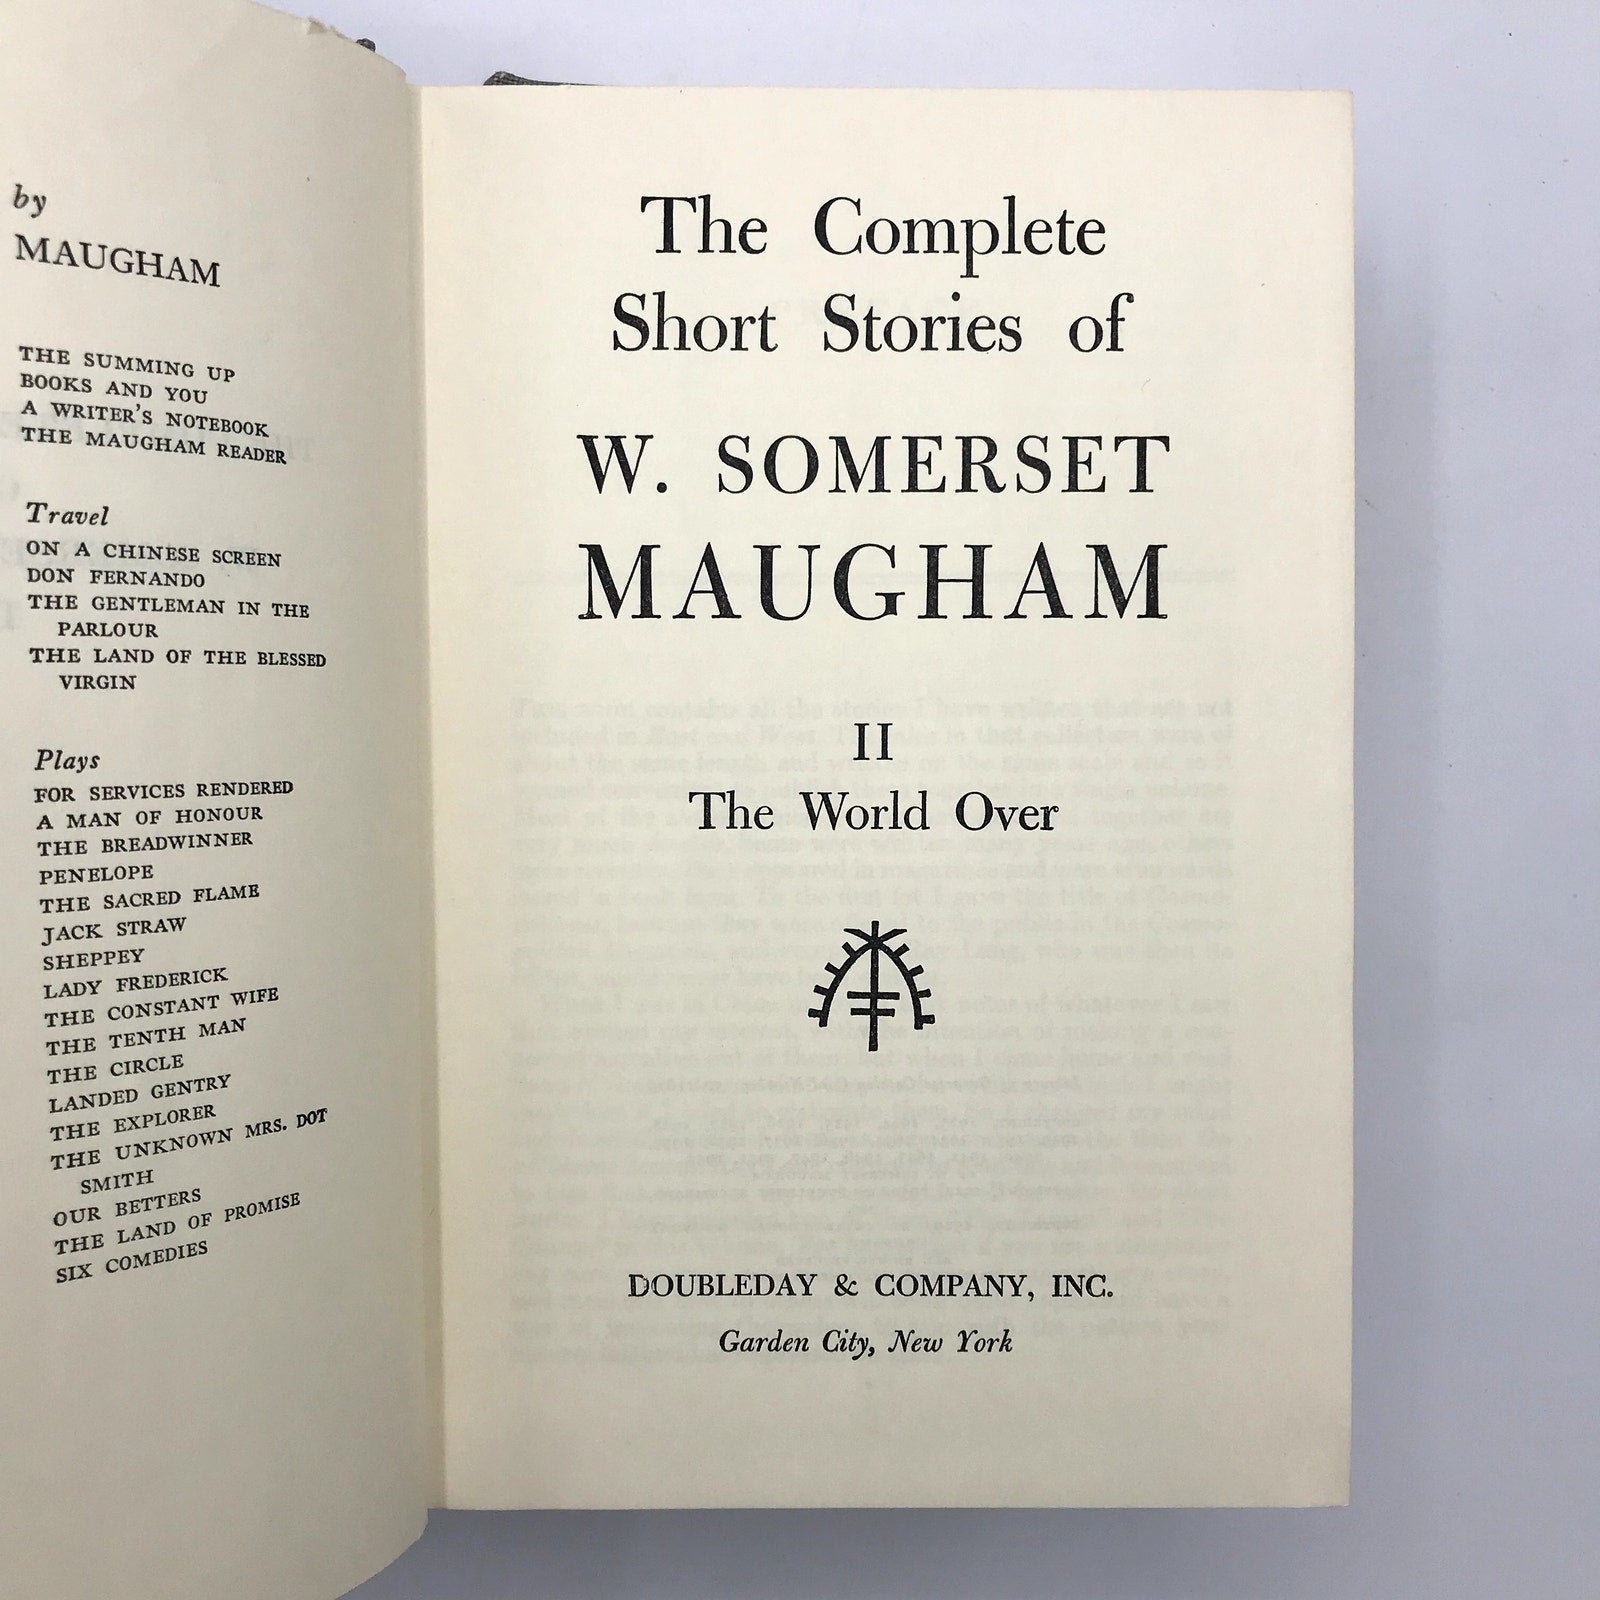 by
MAUGHAM
THE SUMMING UP
BOOKS AND YOU
A WRITER'S NOTEBOOK
THE MAUGHAM READER
Travel
ON A CHINESE SCREEN
DON FERNANDO
THE GENTLEMAN IN THE
PARLOUR
THE LAND OF THE BLESSED
VIRGIN
Plays
FOR SERVICES RENDERED
A MAN OF HONOUR
THE BREADWINNER
PENELOPE
THE SACRED FLAME
JACK STRAW
SHEPPEY
LADY FREDERICK
THE CONSTANT WIFE
THE TENTH MAN
THE CIRCLE
LANDED GENTRY
THE EXPLORER
THE UNKNOWN MRS. DOT
SMITH
OUR BETTERS
THE LAND OF PROMISE
SIX COMEDIES
The Complete
Short Stories of
W. SOMERSET
MAUGHAM
II
The World Over
DOUBLEDAY & COMPANY, INC.
Garden City, New York